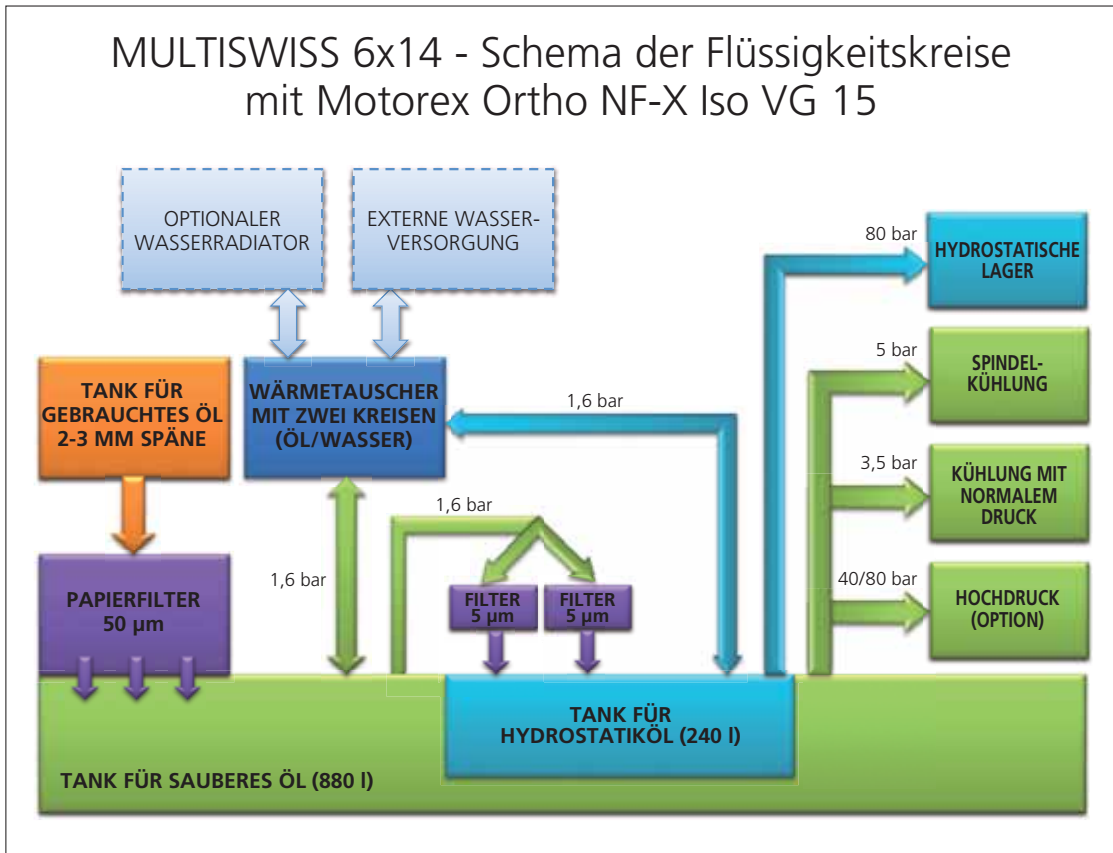 MULTISWISS 6x14 - Schema der Flüssigkeitskreise
mit Motorex Ortho NF-X Iso VG 15
OPTIONALER
WASSERRADIATOR
EXTERNE WASSER-
VERSORGUNG
80 bar
HYDROSTATISCHE
LAGER
5 bar
SPINDEL-
KÜHLUNG
TANK FÜR
GEBRAUCHTES ÖL
2-3 MM SPÄNE
WÄRMETAUSCHER
MIT ZWEI KREISEN
(ÖL/WASSER)
1,6 bar
3,5 bar
KÜHLUNG MIT
NORMALEM
DRUCK
1,6 bar
1,6 bar
40/80 bar
HOCHDRUCK
(OPTION)
PAPIERFILTER
50 µm
FILTER
5 µm
FILTER
5 µm
TANK FÜR
HYDROSTATIKÖL (240 l)
TANK FÜR SAUBERES ÖL (880 l)